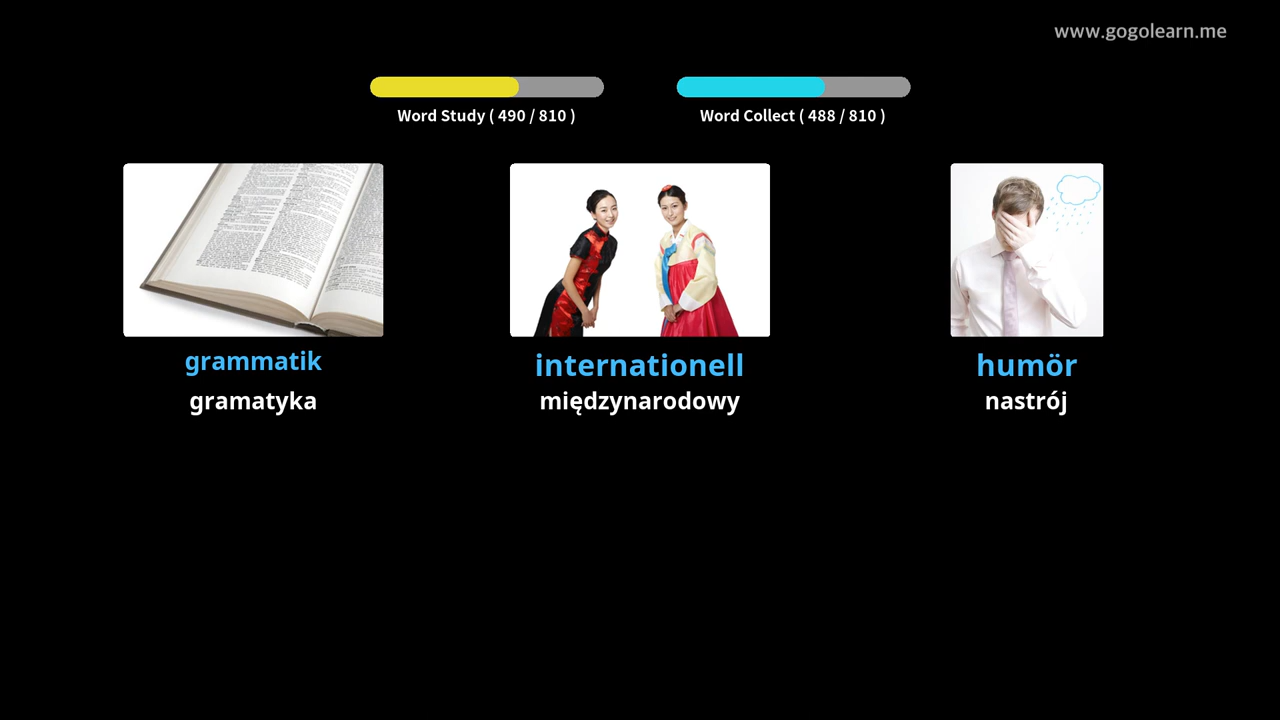 www.gogolearn.me
Word Study ( 490 / 810 )
Word Collect ( 488 / 810 )
grammatik
gramatyka
internationell
międzynarodowy
humör
nastrój